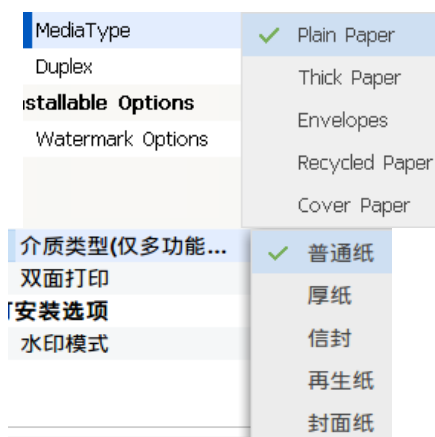 MediaType
Plain Paper
Duplex
Thick Paper
stallable Options
Envelopes
Watermark Options
Recycled Paper
Cover Paper
介质类型(仅多功能...
普通纸
双面打印
厚纸
安装选项
信封
水印模式
再生纸
封面纸